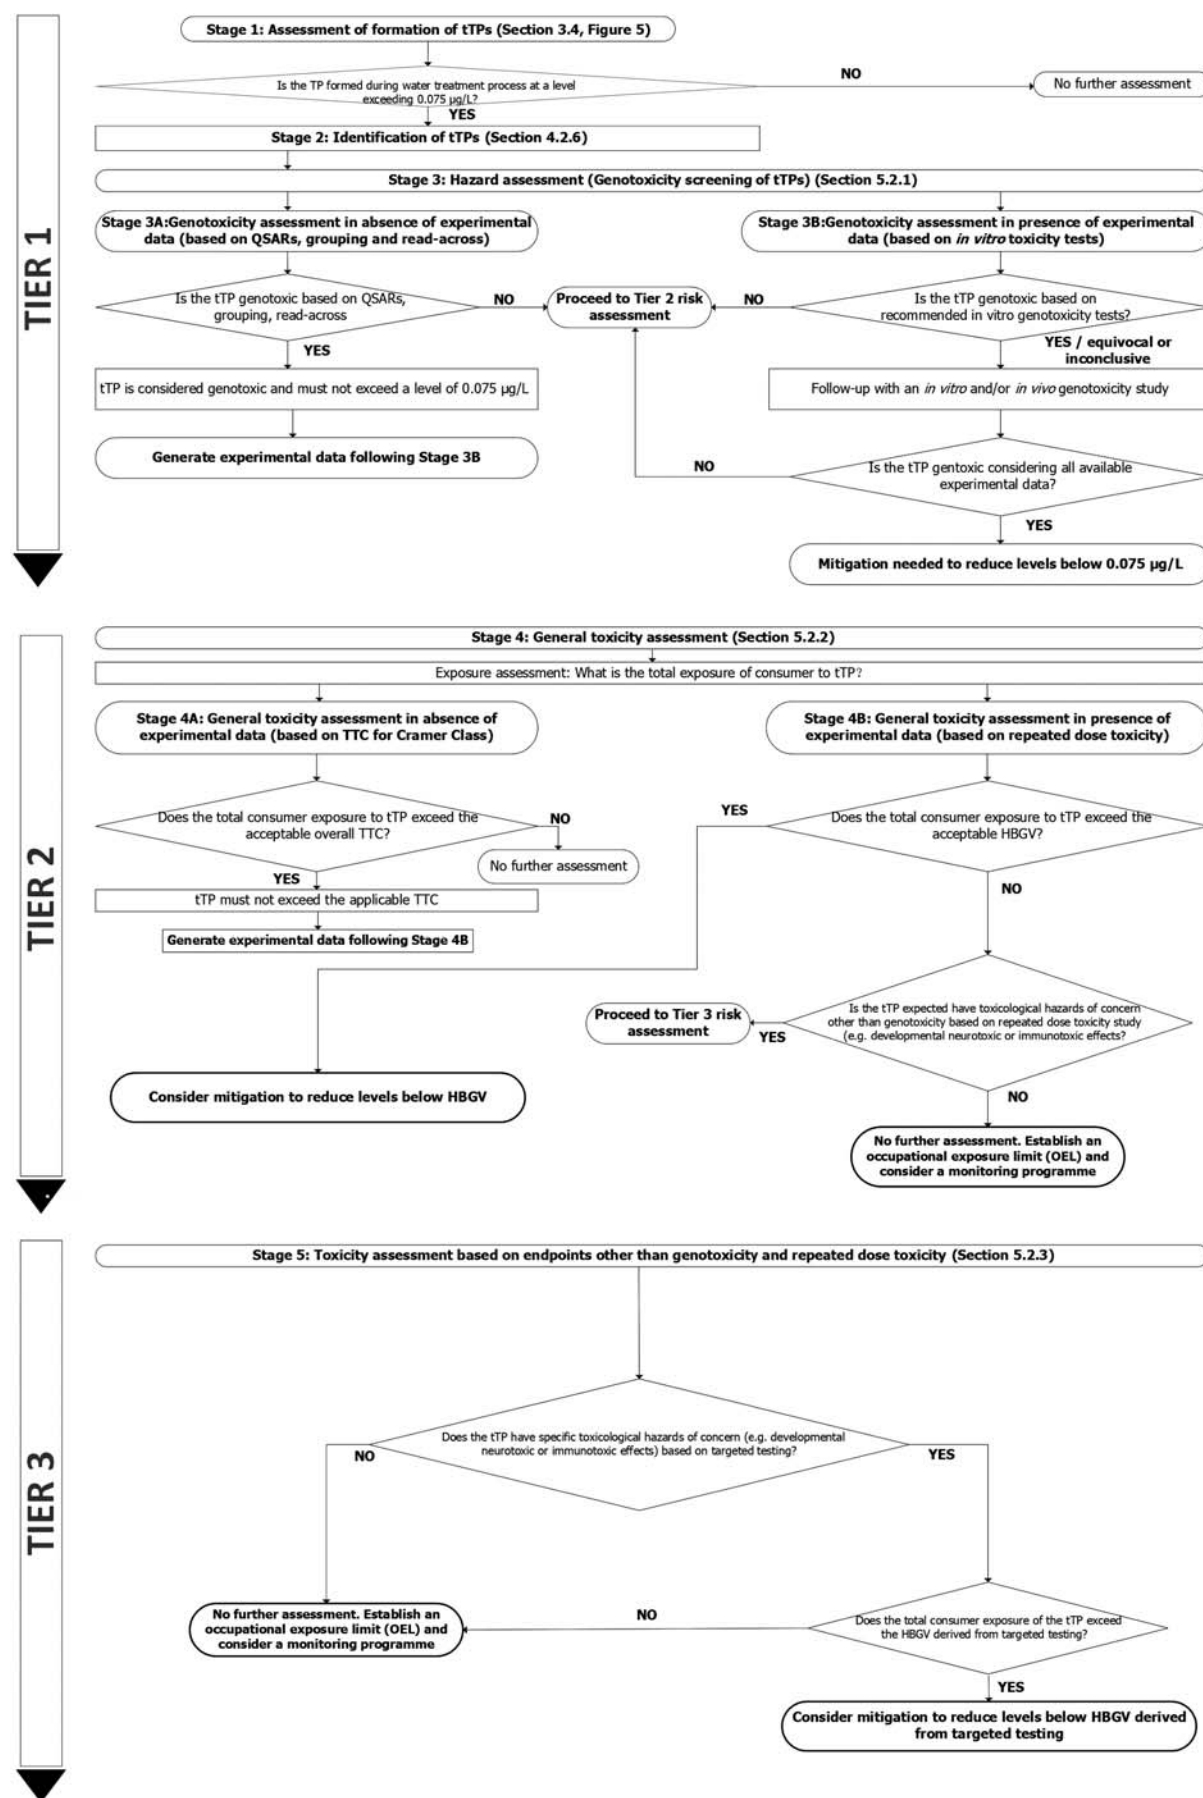 TIER 1
Stage 1: Assessment of formation of tTPs (Section 3.4, Figure 5)
Is the TP formed during water treatment process at a level
exceeding 0.075 µg/L?
NO
No further assessment
YES
Stage 2: Identification of tTPs (Section 4.2.6)
Stage 3: Hazard assessment (Genotoxicity screening of tTPs) (Section 5.2.1)
Stage 3A:Genotoxicity assessment in absence of experimental
data (based on QSARs, grouping and read-across)
Stage 3B:Genotoxicity assessment in presence of experimental
data (based on in vitro toxicity tests)
Is the tTP genotoxic based on QSARs,
grouping, read-across
NO
Proceed to Tier 2 risk
assessment
NO
Is the tTP genotoxic based on
recommended in vitro genotoxicity tests?
YES
YES / equivocal or
inconclusive
tTP is considered genotoxic and must not exceed a level of 0.075 µg/L
Follow-up with an in vitro and/or in vivo genotoxicity study
Generate experimental data following Stage 3B
NO
Is the tTP gentoxic considering all available
experimental data?
YES
Mitigation needed to reduce levels below 0.075 µg/L
TIER 2
Stage 4: General toxicity assessment (Section 5.2.2)
Exposure assessment: What is the total exposure of consumer to tTP?
Stage 4A: General toxicity assessment in absence of
experimental data (based on TTC for Cramer Class)
Stage 4B: General toxicity assessment in presence of
experimental data (based on repeated dose toxicity)
Does the total consumer exposure to tTP exceed the
acceptable overall TTC?
NO
No further assessment
YES
Does the total consumer exposure to tTP exceed the
acceptable HBGV?
YES
tTP must not exceed the applicable TTC
NO
Generate experimental data following Stage 4B
Is the tTP expected have toxicological hazards of concern
other than genotoxicity based on repeated dose toxicity study
(e.g. developmental neurotoxic or immunotoxic effects?
Proceed to Tier 3 risk
assessment
YES
Consider mitigation to reduce levels below HBGV
NO
No further assessment. Establish an
occupational exposure limit (OEL) and
consider a monitoring programme
TIER 3
Stage 5: Toxicity assessment based on endpoints other than genotoxicity and repeated dose toxicity (Section 5.2.3)
Does the tTP have specific toxicological hazards of concern (e.g. developmental
neurotoxic or immunotoxic effects) based on targeted testing?
NO
YES
No further assessment. Establish an
occupational exposure limit (OEL) and
consider a monitoring programme
NO
Does the total consumer exposure of the tTP exceed
the HBGV derived from targeted testing?
YES
Consider mitigation to reduce levels below HBGV derived
from targeted testing